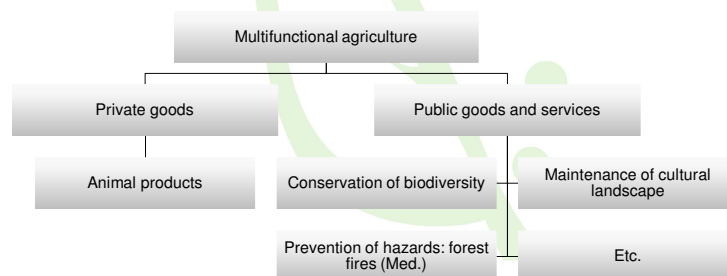 Multifunctional agriculture
Private goods
Public goods and services
Animal products
Conservation of biodiversity
Maintenance of cultural
landscape
Prevention of hazards: forest
fires (Med.)
Etc.